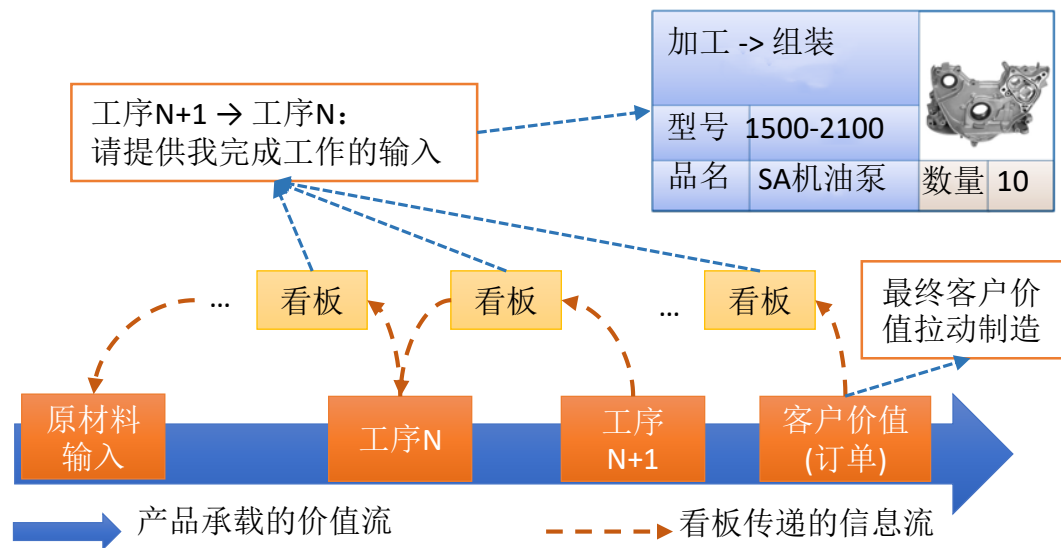 加工 -> 组装
工序N+1 → 工序N：
请提供我完成工作的输入
型号 1500-2100
品名 SA机油泵 数量 10
... 看板 看板 ... 看板
最终客户价
值拉动制造
原材料
输入
工序N
工序
N+1
客户价值
(订单)
产品承载的价值流
看板传递的信息流